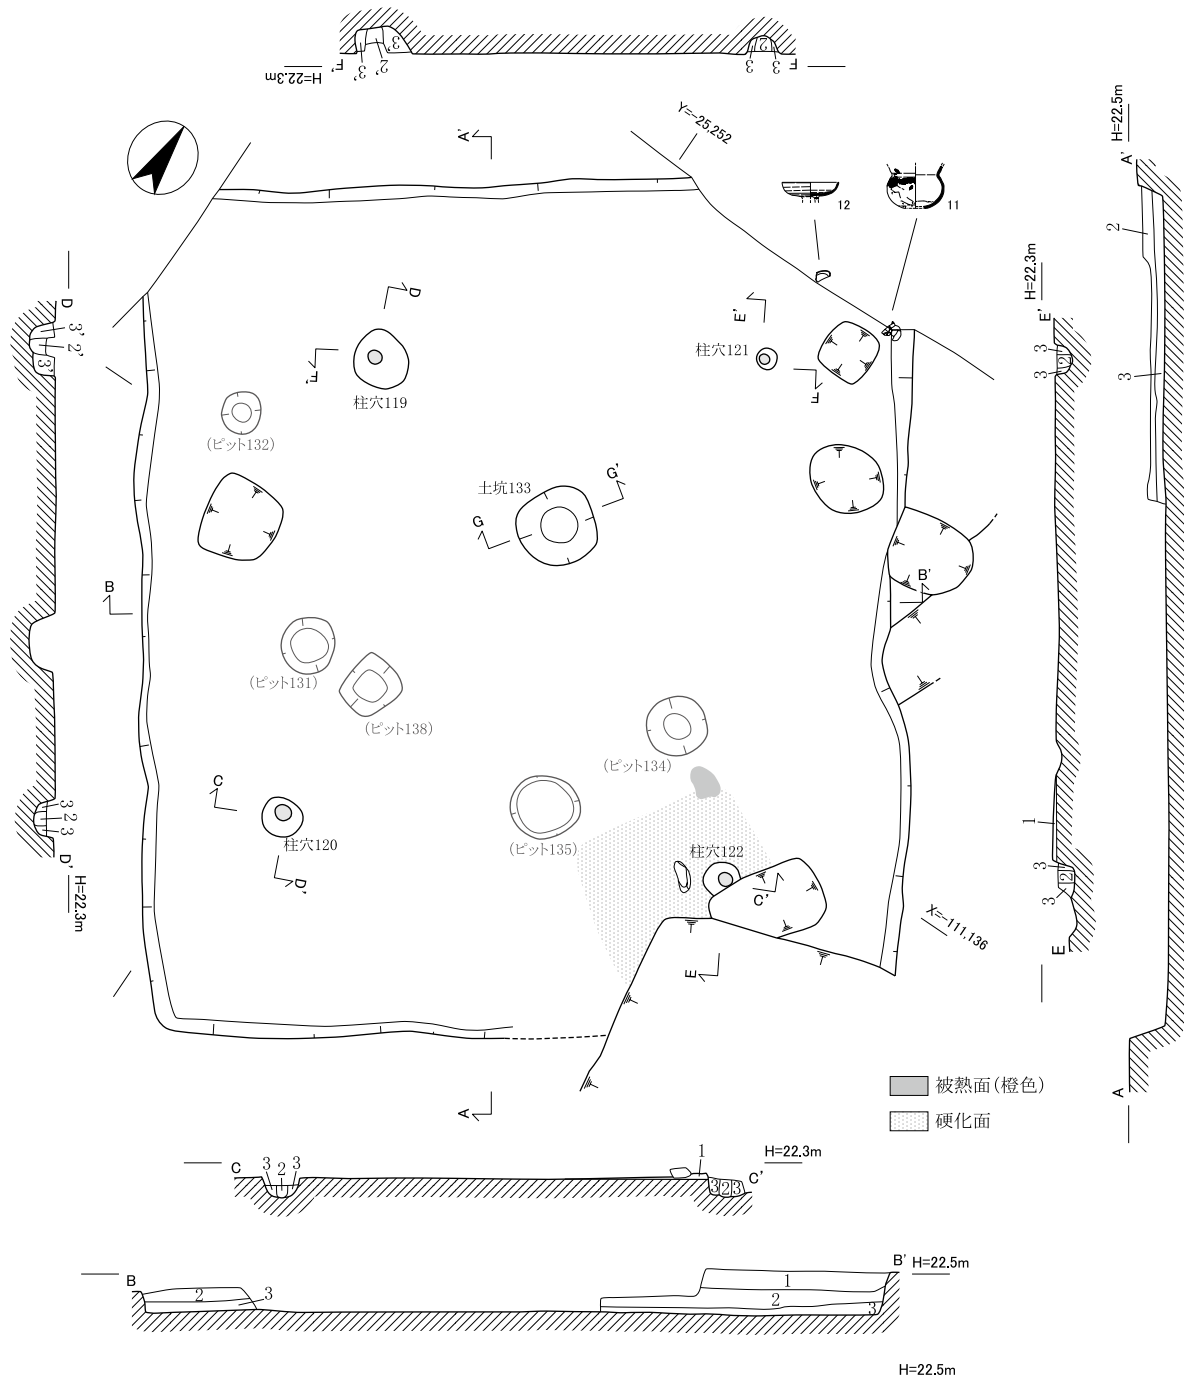 F' H=22.3m 3' 2' 3' 3 2 3 F
A'
Y=-25,252
12 11
A' H=22.5m 2 3 A
D 3' 2' 3' 3 2 3 D' H=22.3m
D
E'
F'
柱穴119
柱穴121
F
(ピット132)
E' H=22.3m 3 2 3 1 3 2 3 E
土坑133
G'
G
B
B'
(ピット131)
(ピット138)
(ピット134)
C
柱穴120
(ピット135)
柱穴122
C'
D'
E
X=-111,136
A
被熱面(橙色)
硬化面
C 3 2 3 1 3 2 3 C' H=22.3m
B 2 3 1 2 3 B' H=22.5m
H=22.5m